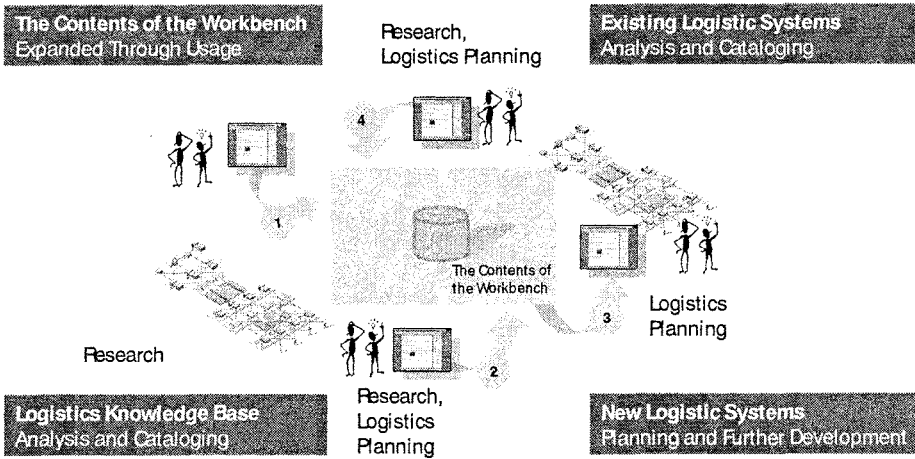 The Contents of the Workbench
Expanded Through Usage
Research,
Logistics Planning
Existing Logistic Systems
Analysis and Cataloging
4
1
The Contents of
the Workbench
3
Logistics
Planning
Research
2
Research,
Logistics
Planning
Logistics Knowledge Base
Analysis and Cataloging
New Logistic Systems
Planning and Further Development